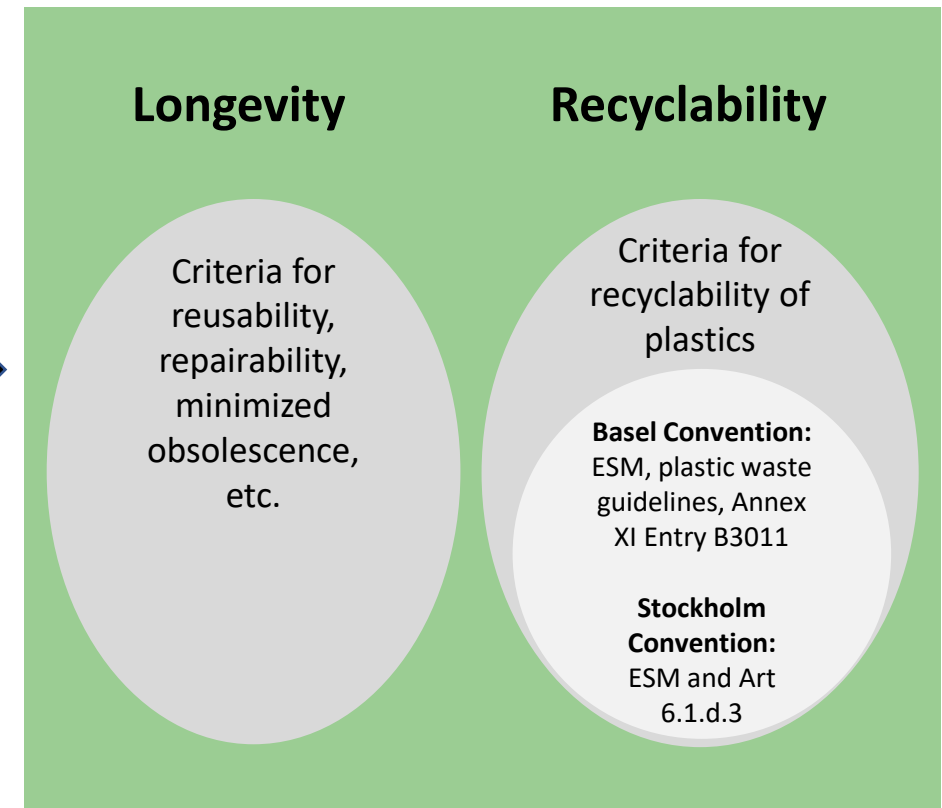 Longevity
Recyclability
Criteria for
reusability,
repairability,
minimized
obsolescence,
etc.
Criteria for
recyclability of
plastics
Basel Convention:
ESM, plastic waste
guidelines, Annex
XI Entry B3011
Stockholm
Convention:
ESM and Art
6.1.d.3